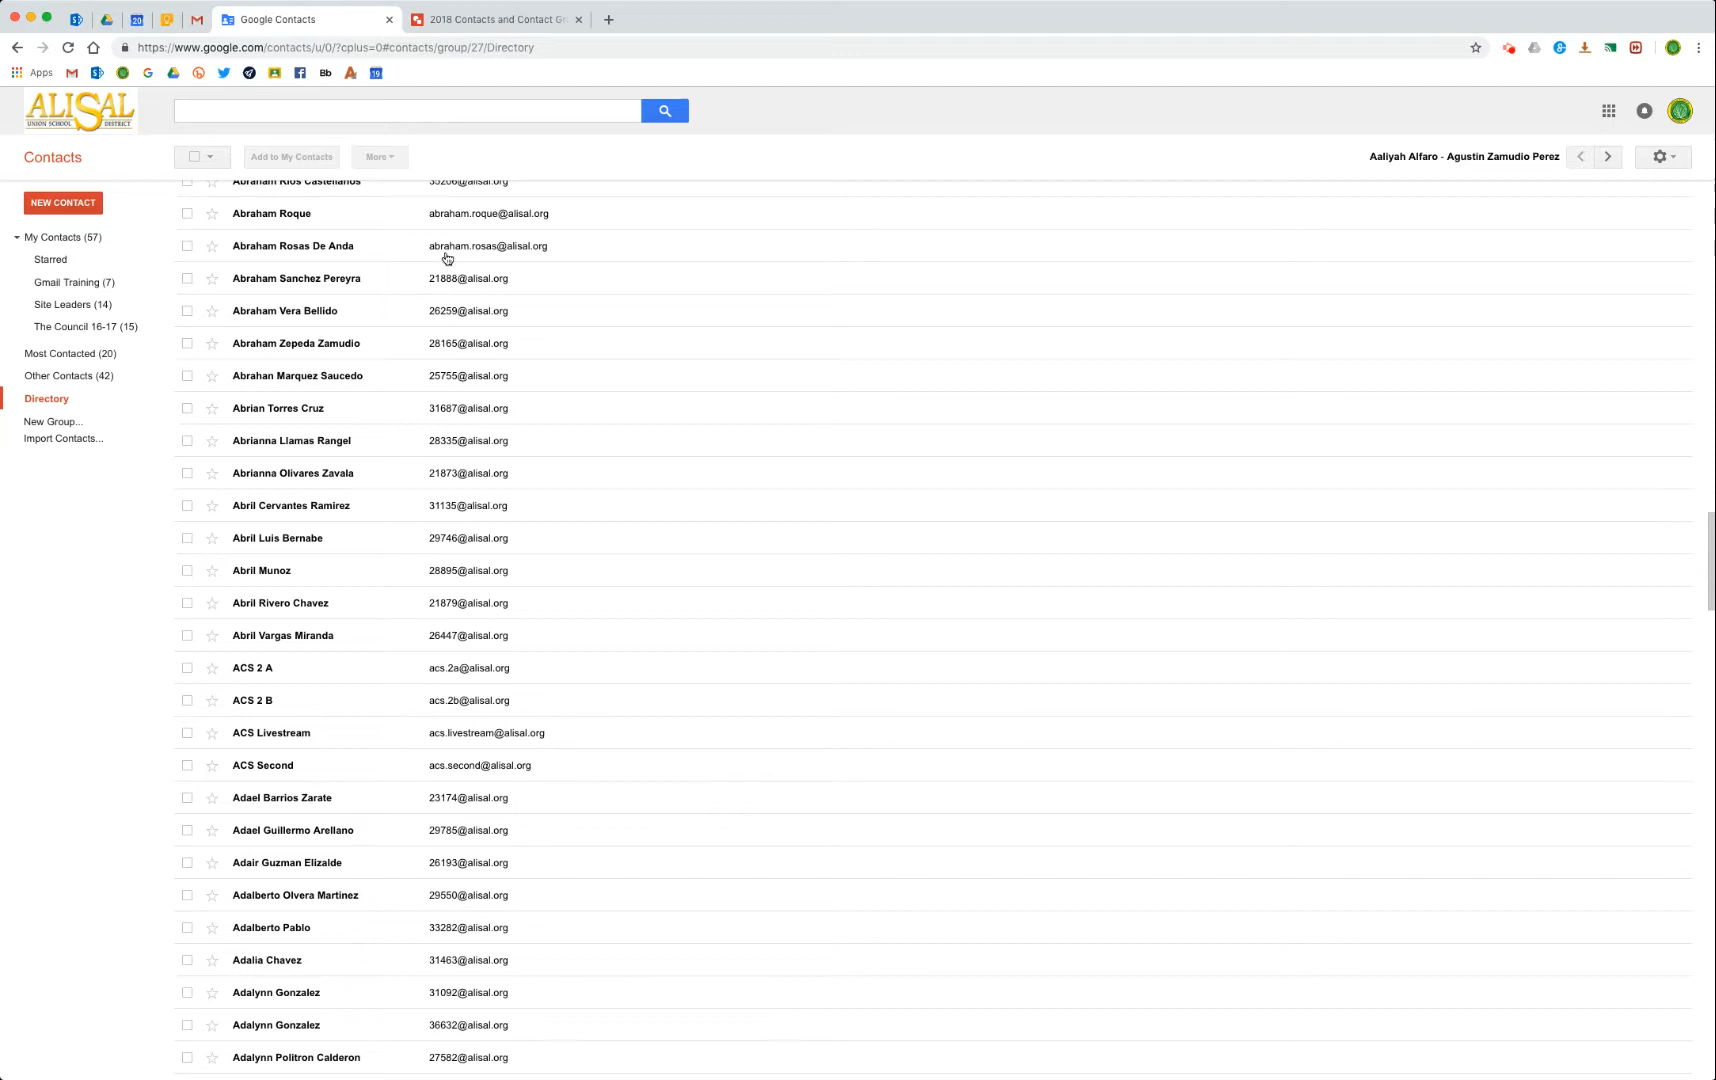 20
Google Contacts
2018 Contacts and Contact Gr
https://www.google.com/contacts/u/0/?cplus=0#contacts/group/27/Directory
Apps
Bb
19
ALISAL
UNION SCHOOL DISTRICT
Contacts
Add to My Contacts
More
Aaliyah Alfaro - Agustin Zamudio Perez
NEW CONTACT
My Contacts (57)
Starred
Gmail Training (7)
Site Leaders (14)
The Council 16-17 (15)
Most Contacted (20)
Other Contacts (42)
Directory
New Group...
Import Contacts...
Abraham Rios Castellanos 35206@alisal.org
Abraham Roque abraham.roque@alisal.org
Abraham Rosas De Anda abraham.rosas@alisal.org
Abraham Sanchez Pereyra 21888@alisal.org
Abraham Vera Bellido 26259@alisal.org
Abraham Zepeda Zamudio 28165@alisal.org
Abrahan Marquez Saucedo 25755@alisal.org
Abrian Torres Cruz 31687@alisal.org
Abrianna Llamas Rangel 28335@alisal.org
Abrianna Olivares Zavala 21873@alisal.org
Abril Cervantes Ramirez 31135@alisal.org
Abril Luis Bernabe 29746@alisal.org
Abril Munoz 28895@alisal.org
Abril Rivero Chavez 21879@alisal.org
Abril Vargas Miranda 26447@alisal.org
ACS 2 A acs.2a@alisal.org
ACS 2 B acs.2b@alisal.org
ACS Livestream acs.livestream@alisal.org
ACS Second acs.second@alisal.org
Adael Barrios Zarate 23174@alisal.org
Adael Guillermo Arellano 29785@alisal.org
Adair Guzman Elizalde 26193@alisal.org
Adalberto Olvera Martinez 29550@alisal.org
Adalberto Pablo 33282@alisal.org
Adalia Chavez 31463@alisal.org
Adalynn Gonzalez 31092@alisal.org
Adalynn Gonzalez 36632@alisal.org
Adalynn Politron Calderon 27582@alisal.org